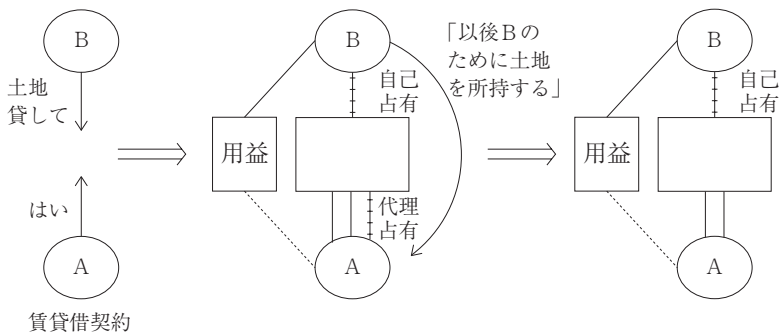 B
土地
貸して
はい
A
賃貸借契約
B
「以後Bの
ために土地
を所持する」
自己
占有
用益
代理
占有
A
B
自己
占有
用益
A